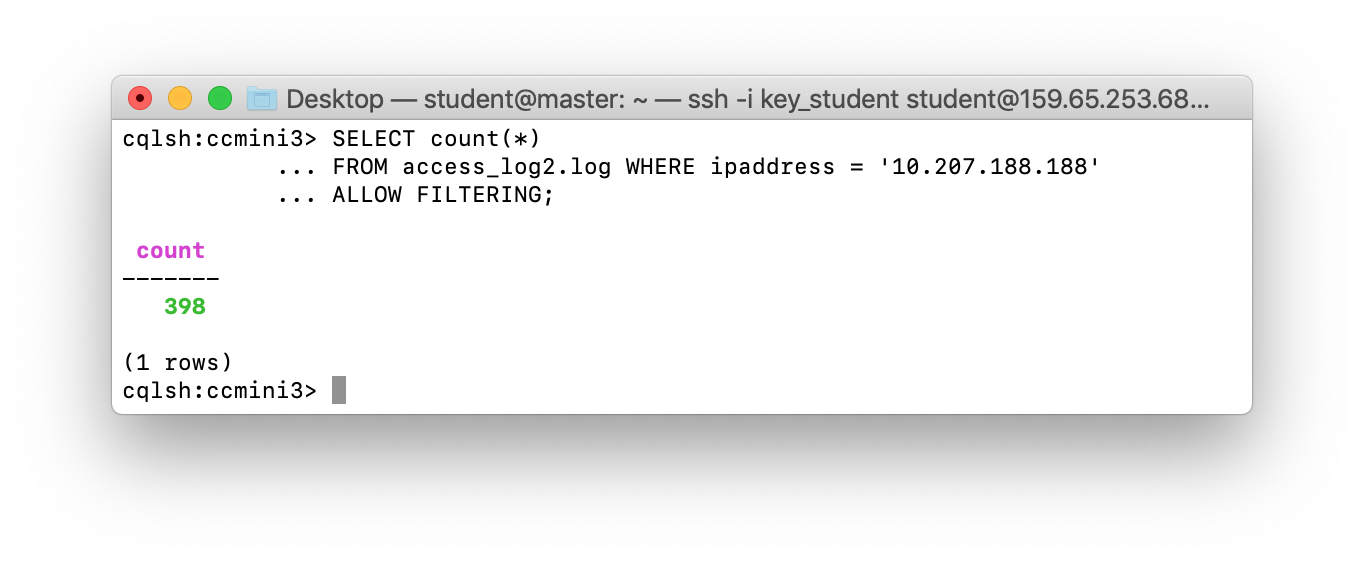 Desktop — student@master: ~ — ssh -i key_student student@159.65.253.68...
cqlsh:ccmini3> SELECT count(*)
... FROM access_log2.log WHERE ipaddress = '10.207.188.188'
... ALLOW FILTERING;
count
-------
398
(1 rows)
cqlsh:ccmini3>